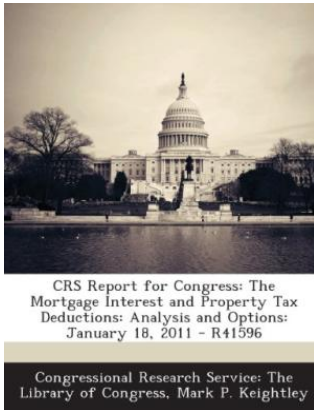 CRS Report for Congress: The
Mortgage Interest and Property Tax
Deductions: Analysis and Options:
January 18, 2011 - R41596
Congressional Research Service: The
Library of Congress, Mark P. Keightley